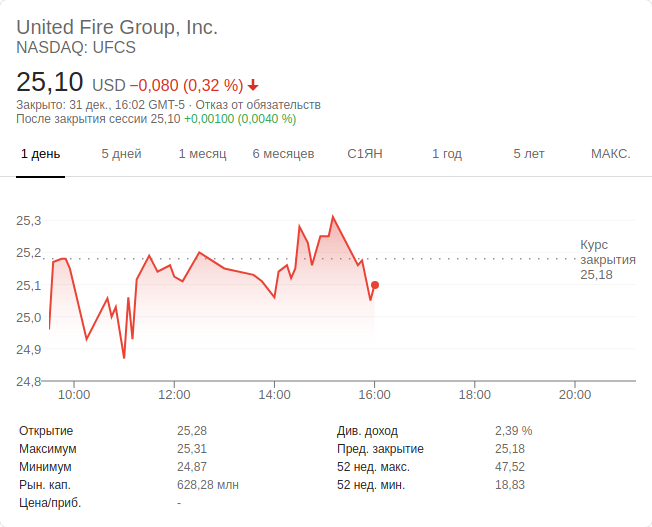 United Fire Group, Inc.
NASDAQ: UFCS
25,10 USD −0,080 (0,32 %)
Закрыто: 31 дек., 16:02 GMT-5 · Отказ от обязательств
После закрытия сессии 25,10 +0,00100 (0,0040 %)
1 день 5 дней 1 месяц 6 месяцев С1ЯН 1 год 5 лет МАКС.
25,3
25,2
25,1
25,0
24,9
24,8
Курс
закрытия
25,18
10:00 12:00 14:00 16:00 18:00 20:00
Открытие 25,28 Див. доход 2,39 %
Максимум 25,31 Пред. закрытие 25,18
Минимум 24,87 52 нед. макс. 47,52
Рын. кап. 628,28 млн 52 нед. мин. 18,83
Цена/приб. -